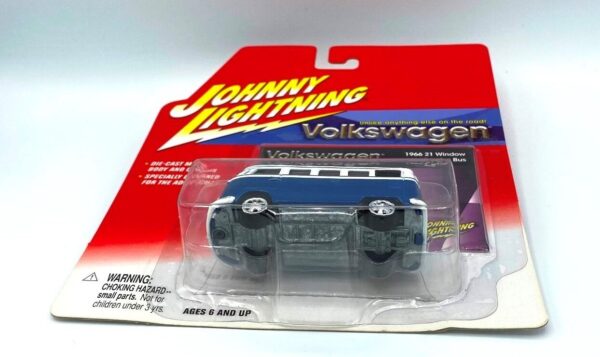 JOHNNY
LIGHTNING
Unlike anything else on the road!
Volkswagen
Volkswagen
1966 21 Window
Bus
• DIE-CAST
BODY AND
• SPECIALLY
FOR THE
JOHNNY
LIGHTNING
WARNING:
CHOKING HAZARD—
small parts. Not for
children under 3 yrs.
AGES 6 AND UP